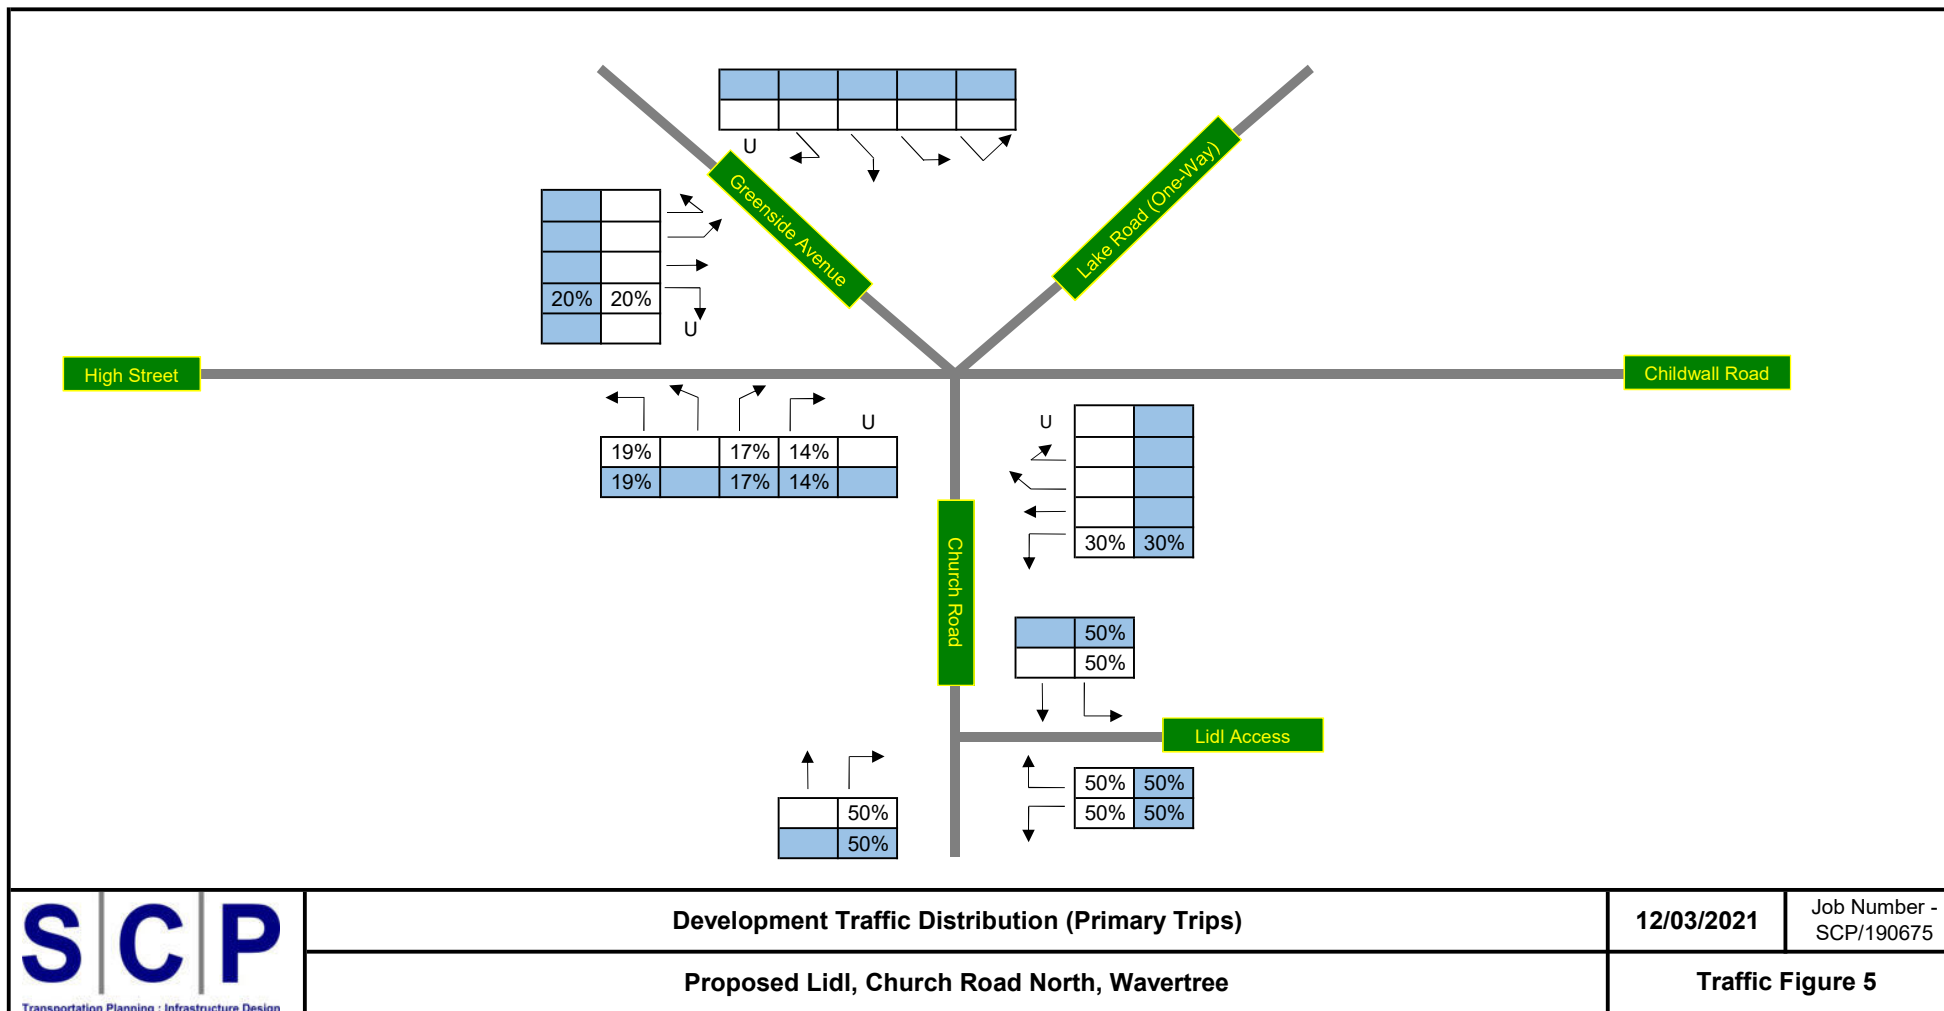 U
Greenside Avenue
Lake Road (One-Way)
20% 20%
U
High Street
Childwall Road
U
19% 17% 14%
19% 17% 14%
U
30% 30%
Church Road
50%
50%
Lidl Access
50%
50%
50% 50%
50% 50%
S C P
Transportation Planning : Infrastructure Design
Development Traffic Distribution (Primary Trips)
12/03/2021
Job Number -
SCP/190675
Proposed Lidl, Church Road North, Wavertree
Traffic Figure 5